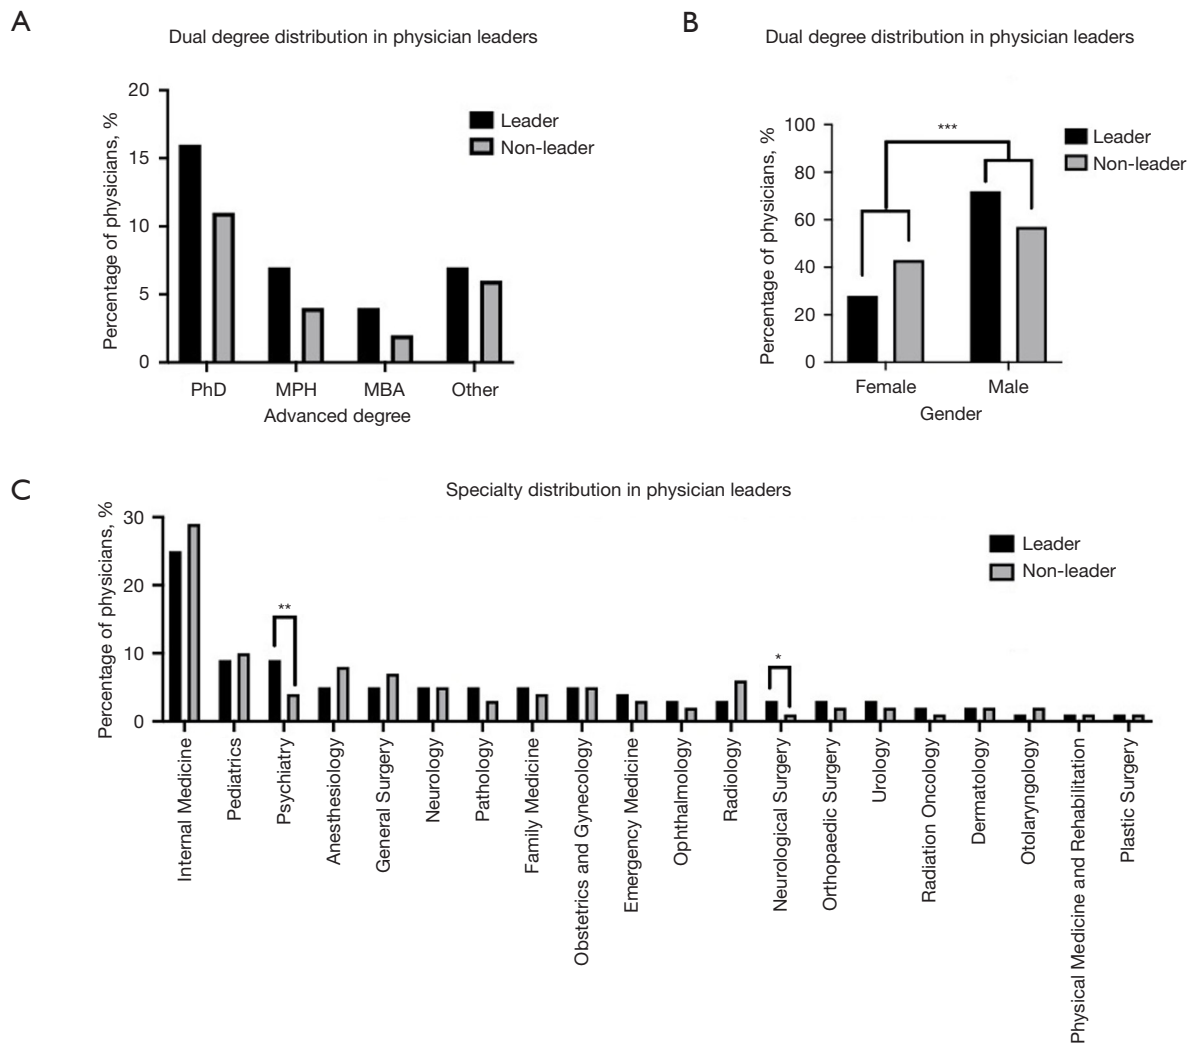 A
Dual degree distribution in physician leaders
Percentage of physicians, %
20
15
10
5
0
Leader
Non-leader
PhD
MPH
MBA
Other
Advanced degree
B
Dual degree distribution in physician leaders
Percentage of physicians, %
100
80
60
40
20
0
***
Leader
Non-leader
Female
Male
Gender
C
Specialty distribution in physician leaders
Percentage of physicians, %
30
20
10
0
**
*
Leader
Non-leader
Internal Medicine
Pediatrics
Psychiatry
Anesthesiology
General Surgery
Neurology
Pathology
Family Medicine
Obstetrics and Gynecology
Emergency Medicine
Ophthalmology
Radiology
Neurological Surgery
Orthopaedic Surgery
Urology
Radiation Oncology
Dermatology
Otolaryngology
Physical Medicine and Rehabilitation
Plastic Surgery